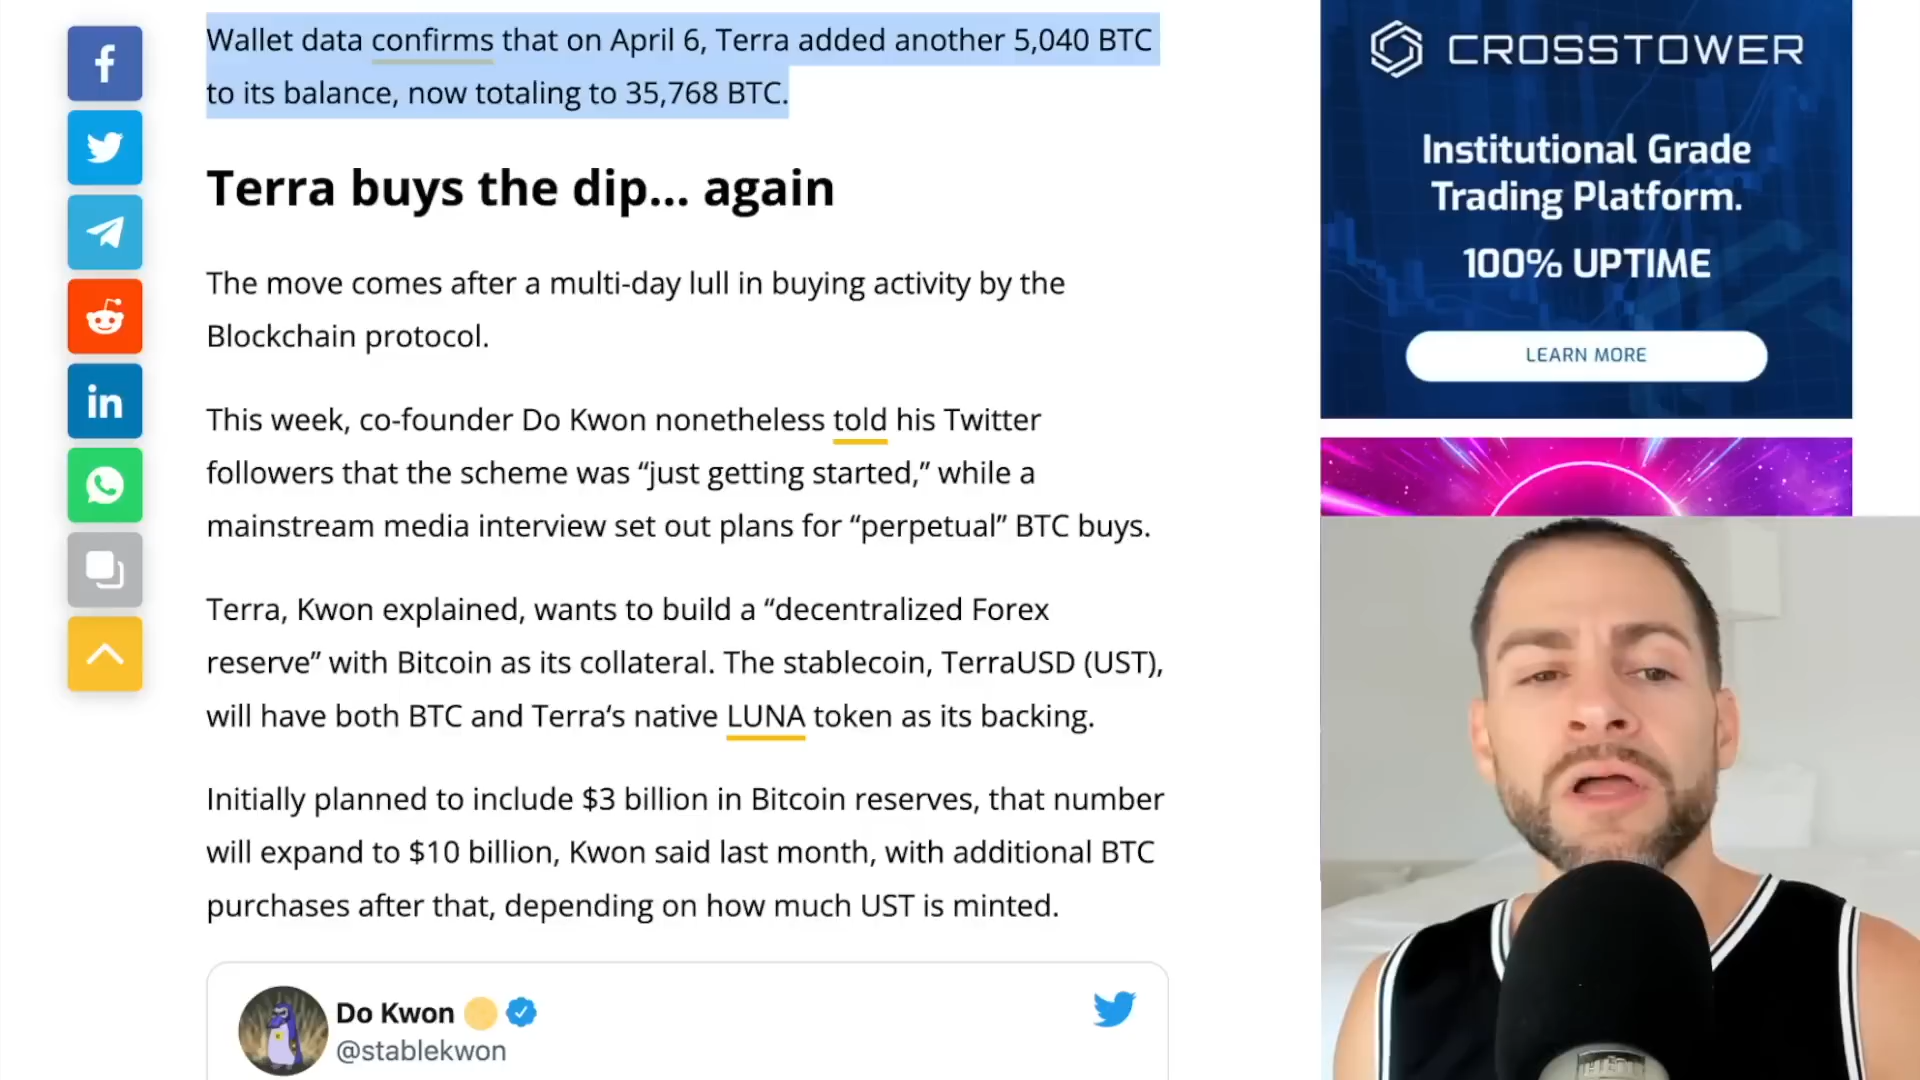 Wallet data confirms that on April 6, Terra added another 5,040 BTC
to its balance, now totaling to 35,768 BTC.
Terra buys the dip... again
The move comes after a multi-day lull in buying activity by the
Blockchain protocol.
This week, co-founder Do Kwon nonetheless told his Twitter
followers that the scheme was “just getting started,” while a
mainstream media interview set out plans for “perpetual” BTC buys.
Terra, Kwon explained, wants to build a “decentralized Forex
reserve” with Bitcoin as its collateral. The stablecoin, TerraUSD (UST),
will have both BTC and Terra‘s native LUNA token as its backing.
Initially planned to include $3 billion in Bitcoin reserves, that number
will expand to $10 billion, Kwon said last month, with additional BTC
purchases after that, depending on how much UST is minted.
Do Kwon
@stablekwon
CROSSTOWER
Institutional Grade
Trading Platform.
100% UPTIME
LEARN MORE